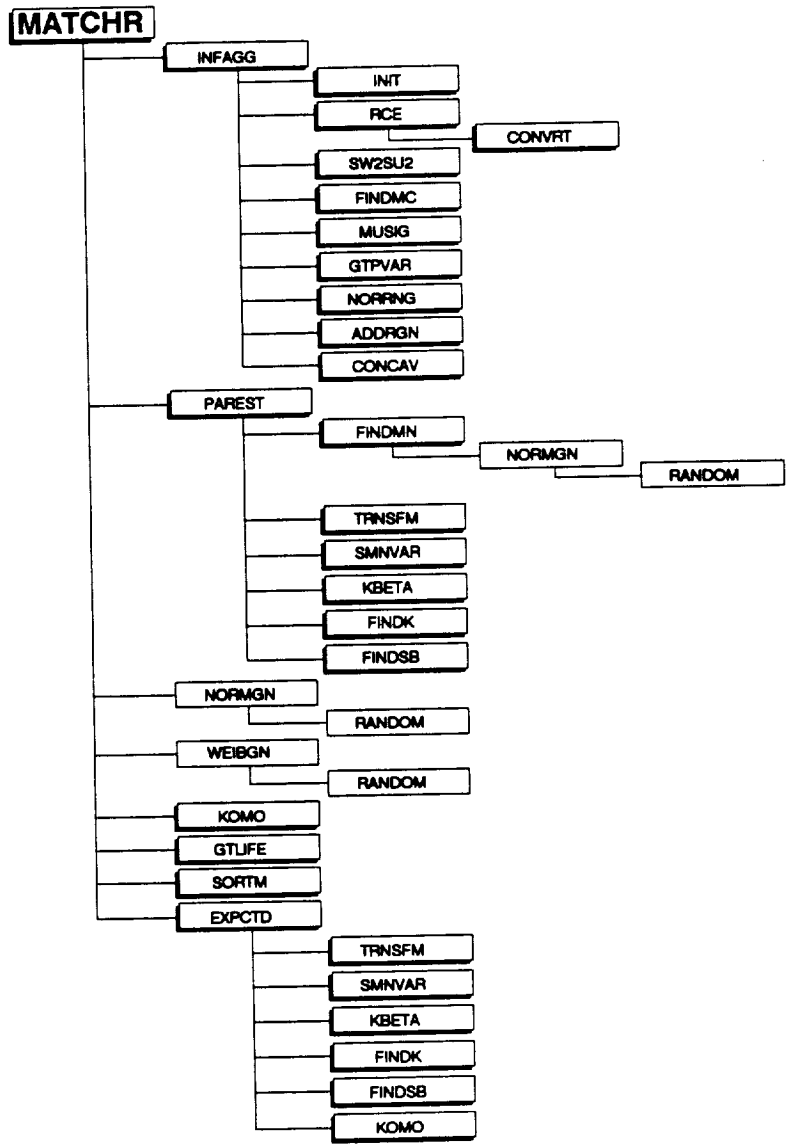 MATCHR
INFAGG
INIT
RCE
CONVRT
SW2SU2
FINDMC
MUSIG
GTPVAR
NORRNG
ADDRGN
CONCAV
PAREST
FINDMN
NORMGN
RANDOM
TRNSFM
SMNVAR
KBETA
FINDK
FINDSB
NORMGN
RANDOM
WEIBGN
RANDOM
KOMO
GTLIFE
SORTM
EXPCTD
TRNSFM
SMNVAR
KBETA
FINDK
FINDSB
KOMO